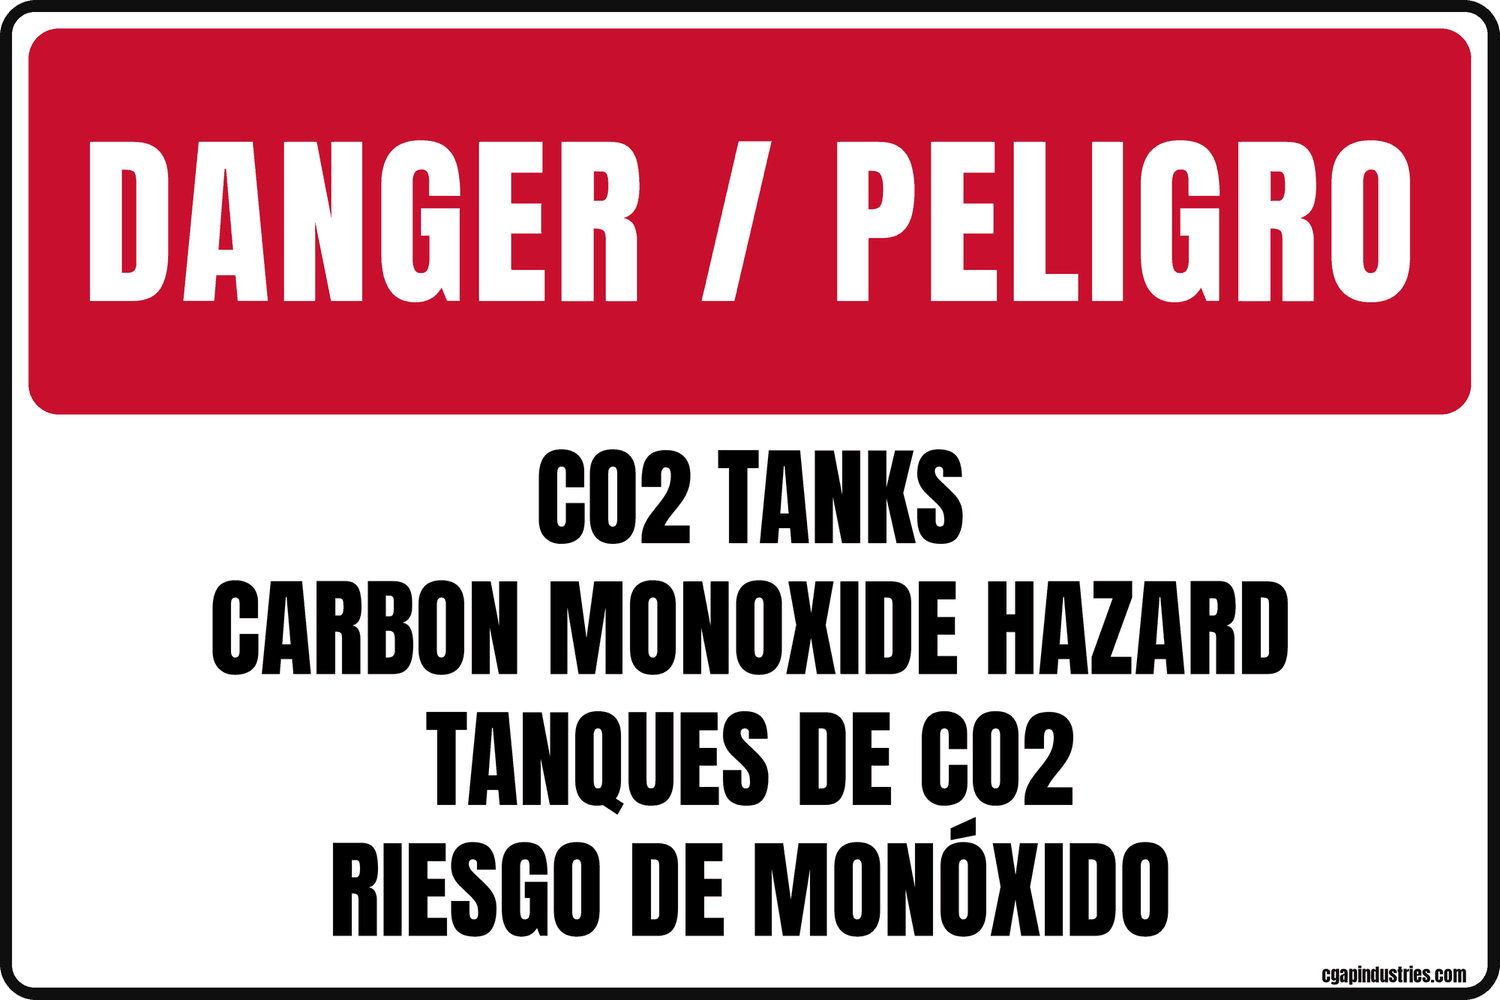 DANGER / PELIGRO
CO2 TANKS
CARBON MONOXIDE HAZARD
TANQUES DE CO2
RIESGO DE MONÓXIDO
cgapindustries.com